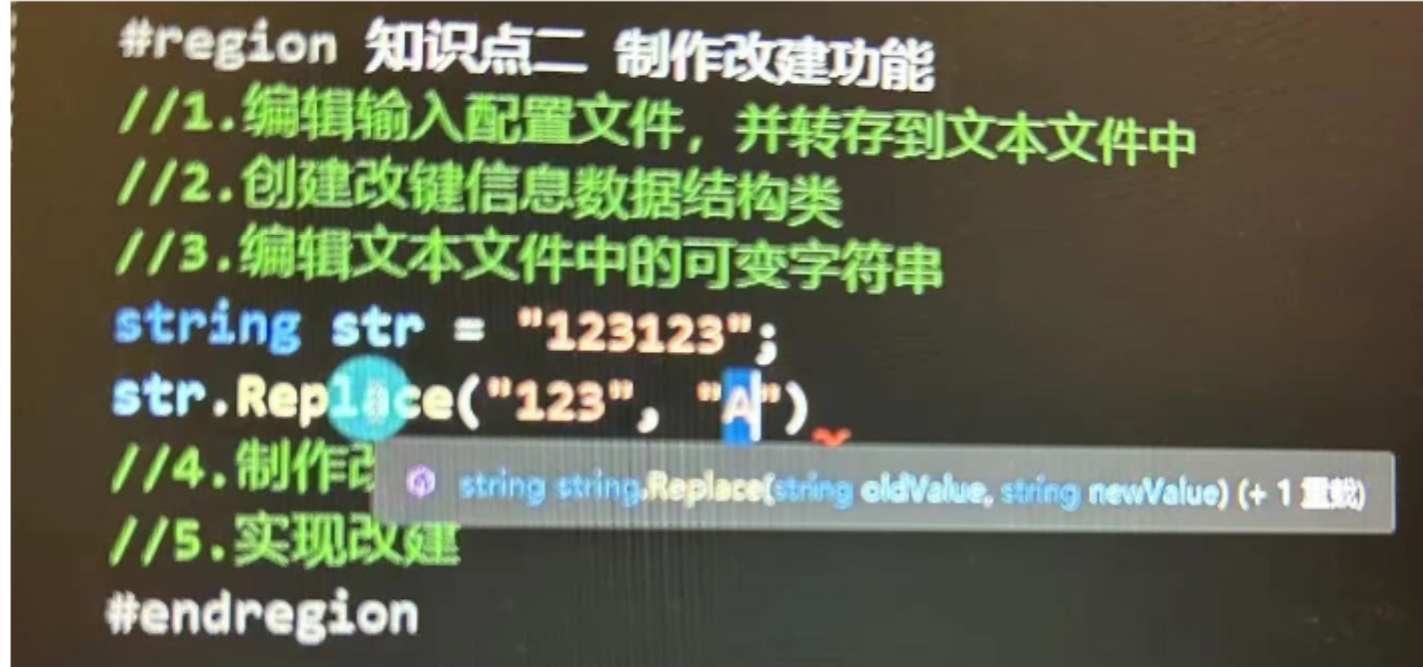 #region 知识点二 制作改建功能
//1.编辑输入配置文件，并转存到文本文件中
//2.创建改键信息数据结构类
//3.编辑文本文件中的可变字符串
string str = "123123";
str.Replace("123", "A")
//4.制作改
string string.Replace(string oldValue, string newValue) (+ 1 重载)
//5.实现改建
#endregion